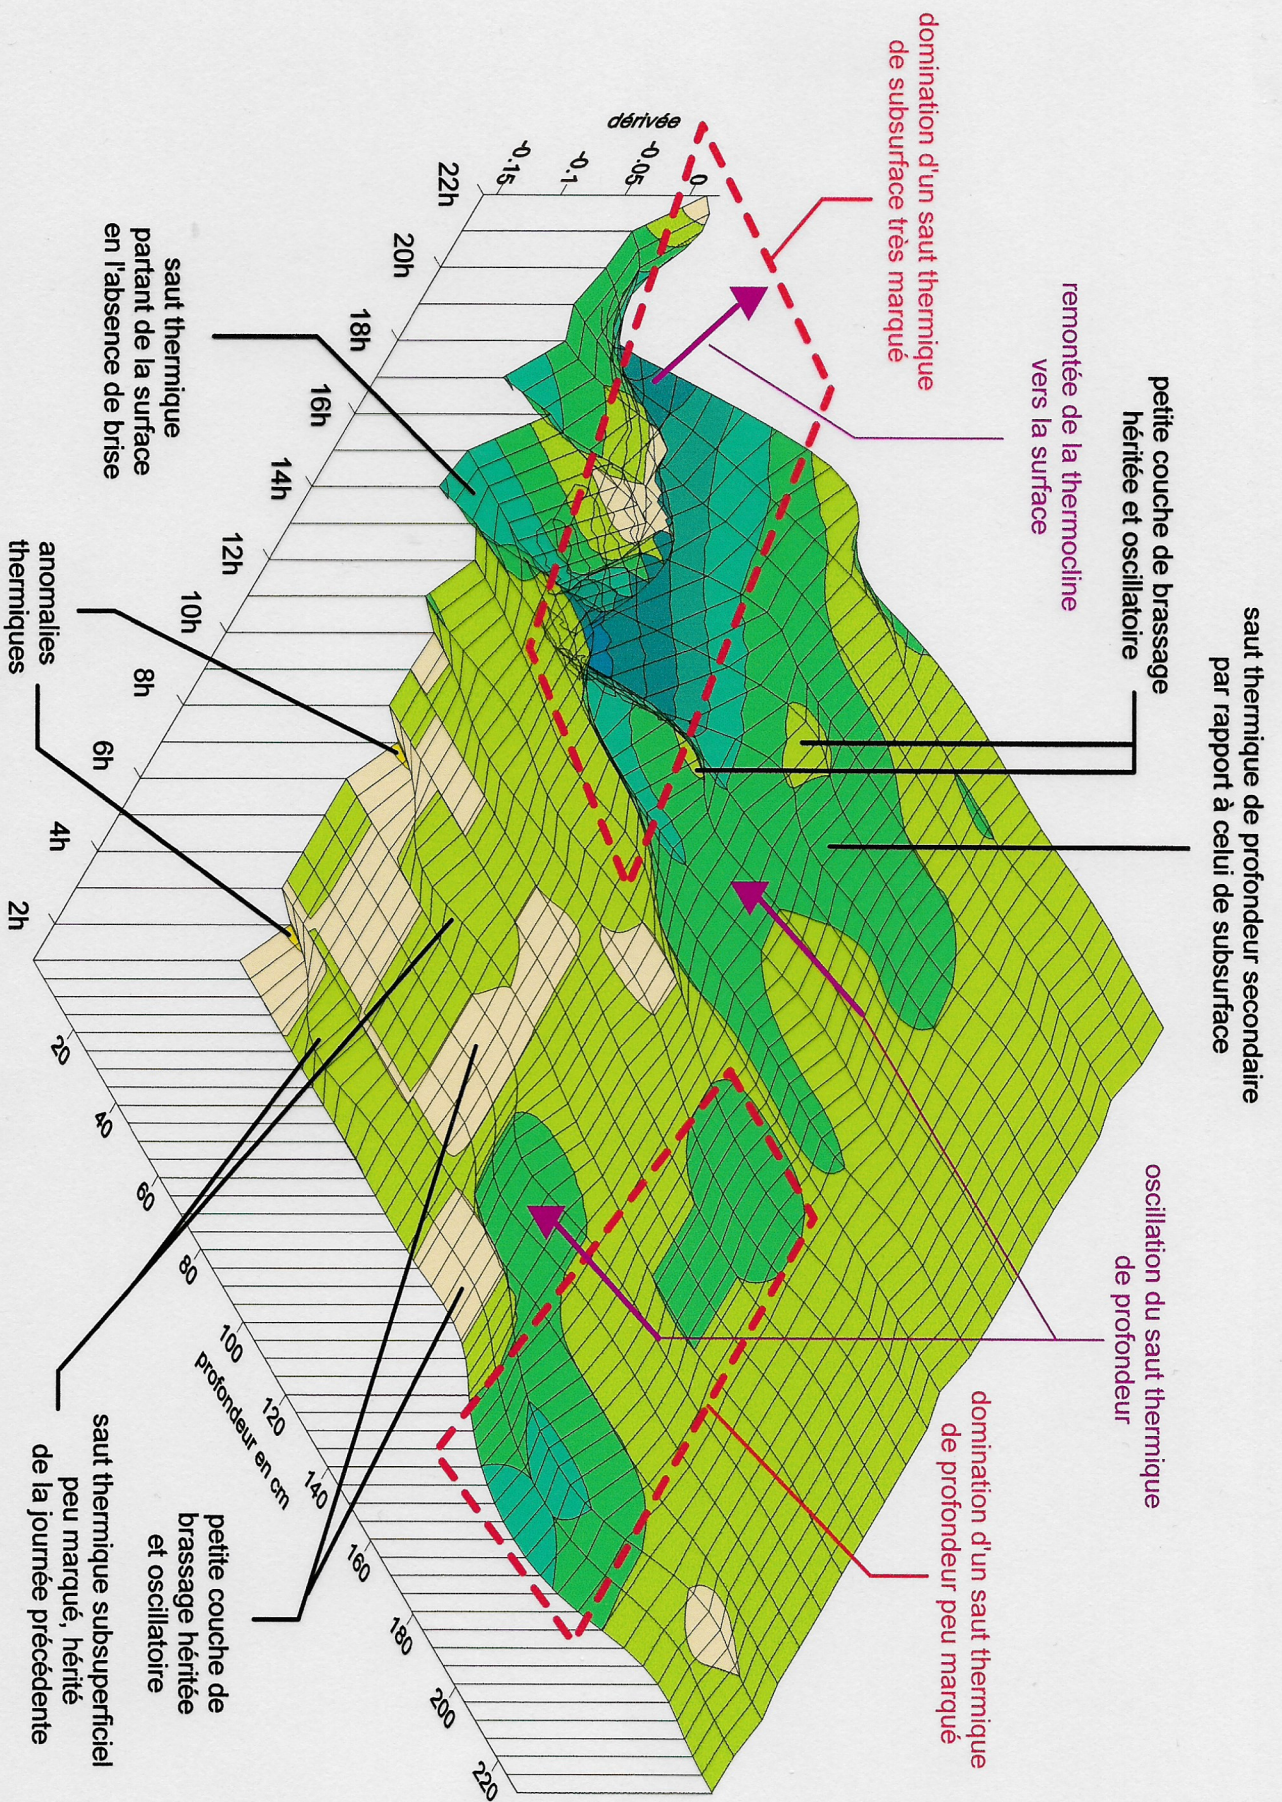 saut thermique de profondeur secondaire
par rapport à celui de subsurface
petite couche de brassage
héritée et oscillatoire
oscillation du saut thermique
de profondeur
remontée de la thermocline
vers la surface
domination d'un saut thermique
de profondeur peu marqué
domination d'un saut thermique
de subsurface très marqué
dérivée
0
-0.05
-0.1
-0.15
22h
20h
18h
16h
14h
12h
10h
8h
6h
4h
2h
20
40
60
80
100
120
140
160
180
200
220
profondeur en cm
saut thermique
partant de la surface
en l'absence de brise
anomalies
thermiques
petite couche de
brassage héritée
et oscillatoire
saut thermique subsuperficiel
peu marqué, hérité
de la journée précédente